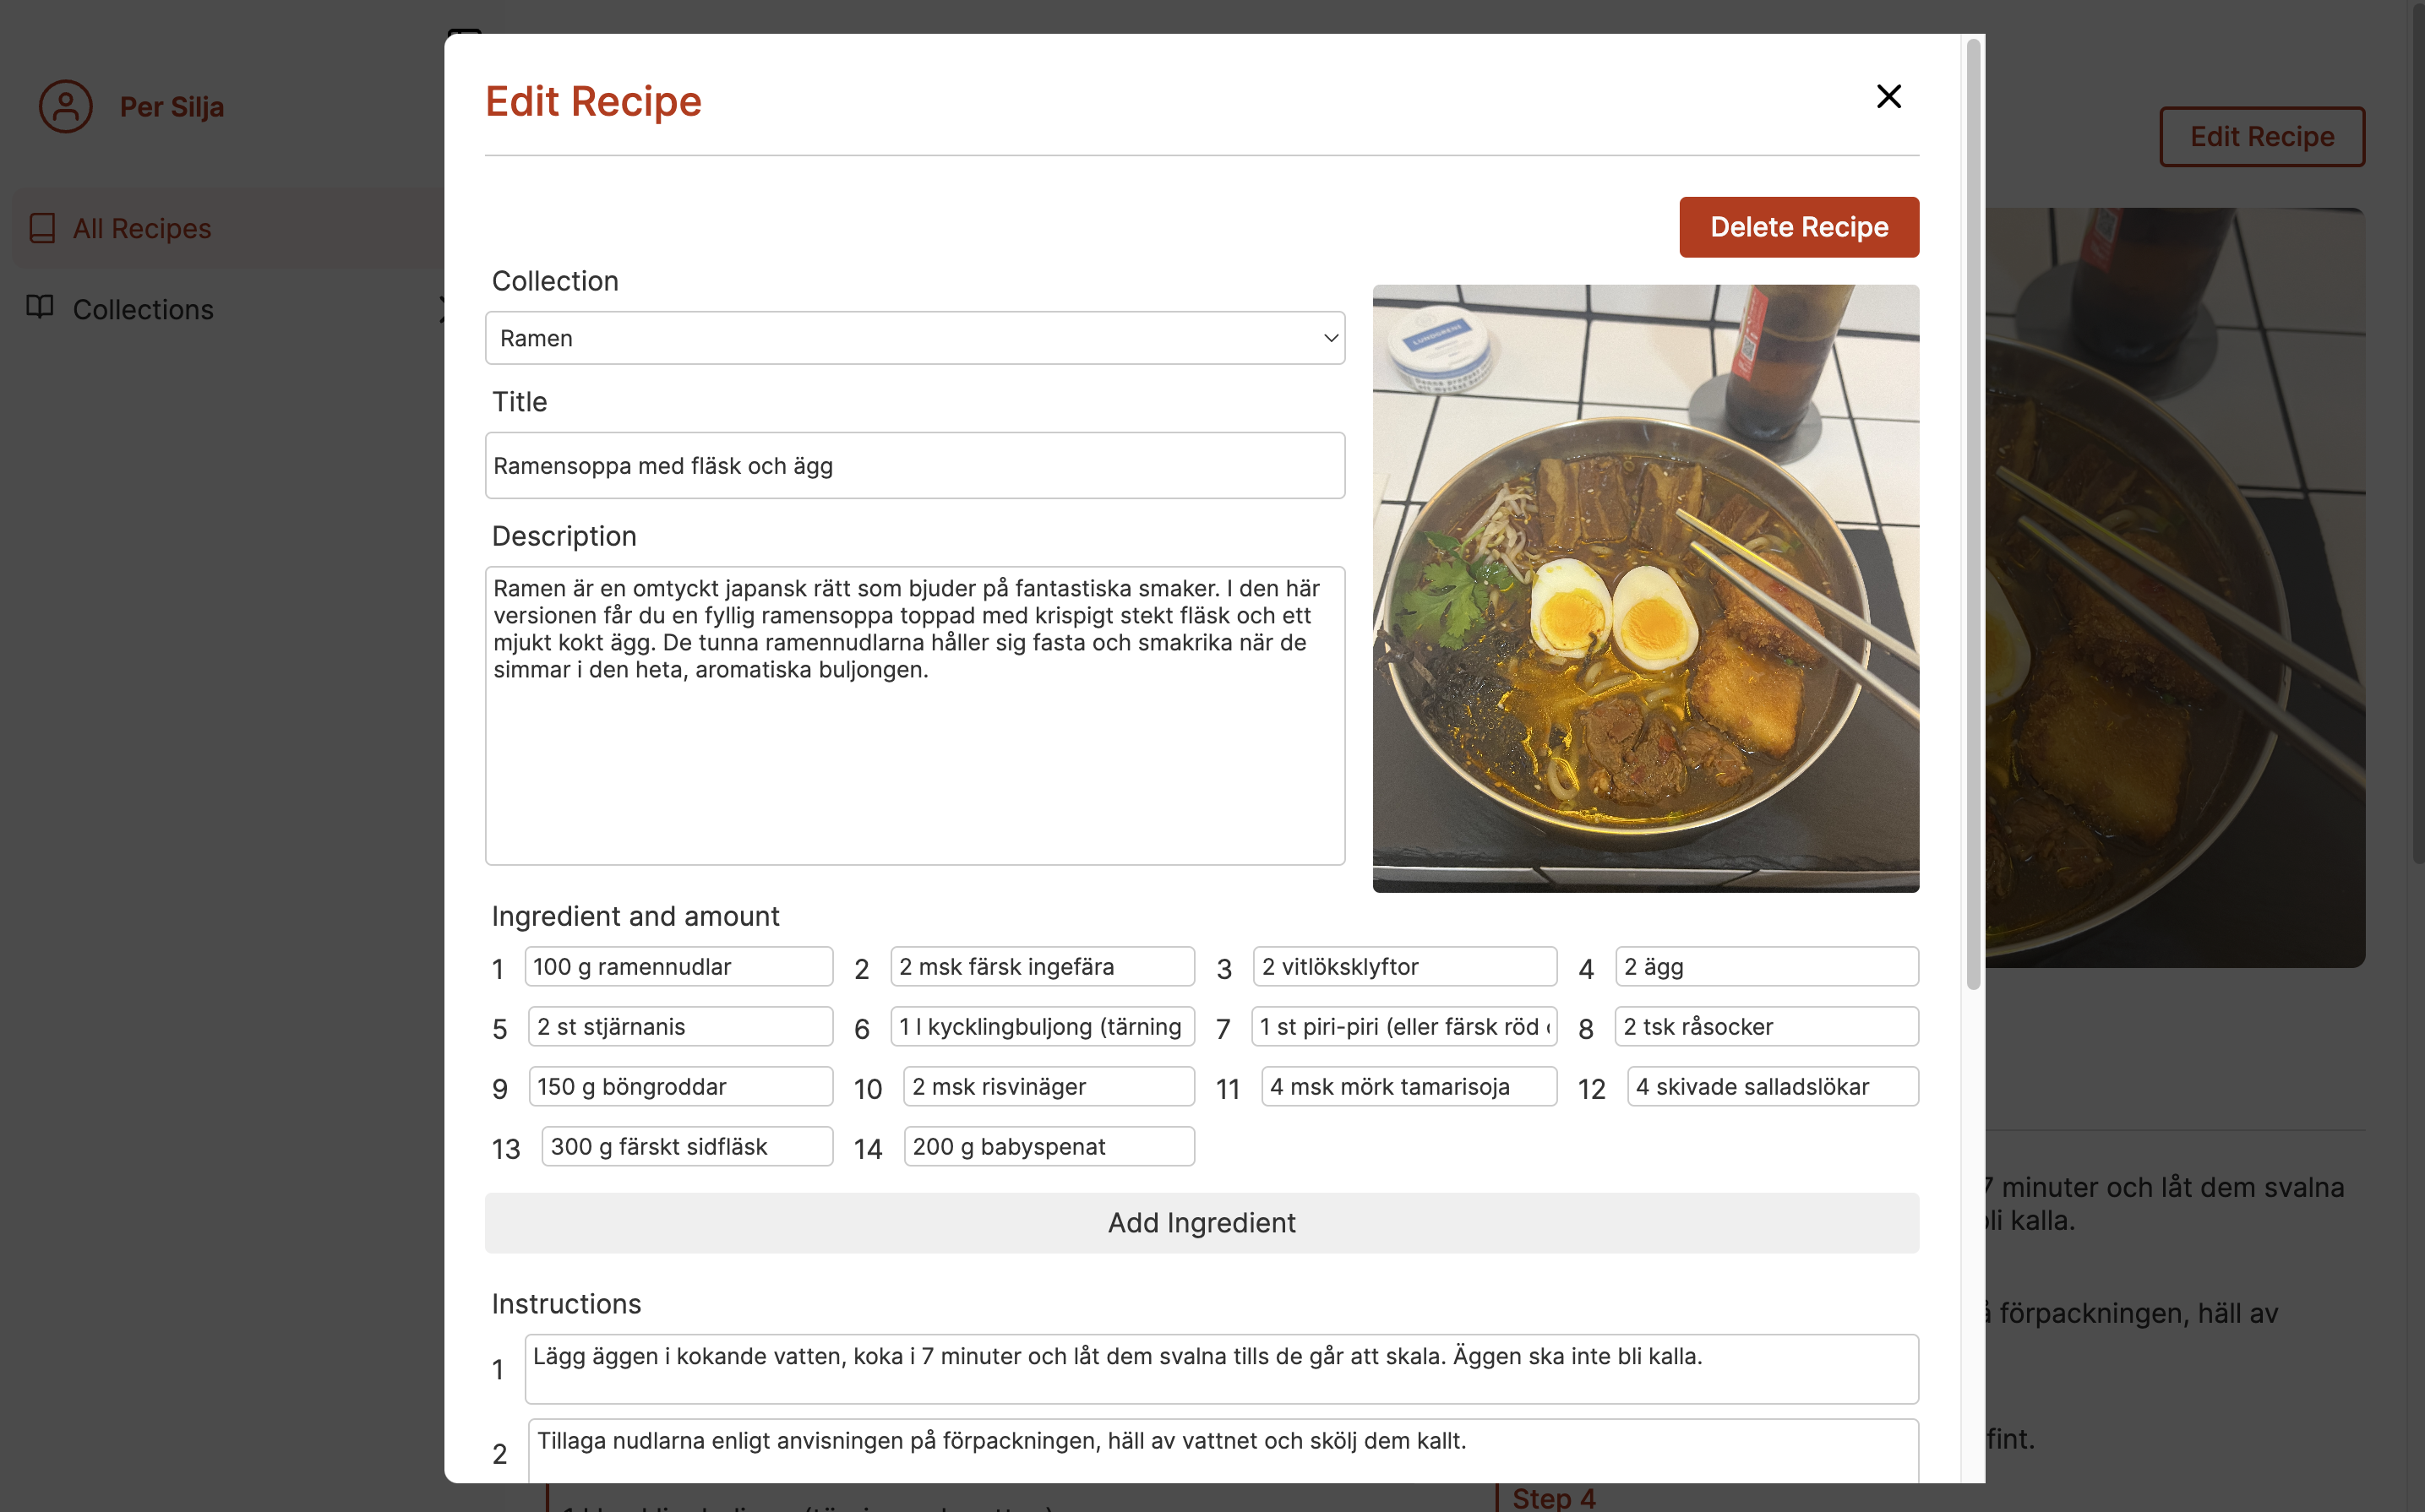 Per Silja
All Recipes
Collections
Edit Recipe
Edit Recipe
Delete Recipe
Collection
Ramen
Title
Ramensoppa med fläsk och ägg
Description
Ramen är en omtyckt japansk rätt som bjuder på fantastiska smaker. I den här
versionen får du en fyllig ramensoppa toppad med krispigt stekt fläsk och ett
mjukt kokt ägg. De tunna ramennudlarna håller sig fasta och smakrika när de
simmar i den heta, aromatiska buljongen.
LUNDGRENS
Denna produkt
Ingredient and amount
1 100 g ramennudlar
2 2 msk färsk ingefära
3 2 vitlöksklyftor
4 2 ägg
5 2 st stjärnanis
6 1 l kycklingbuljong (tärning
7 1 st piri-piri (eller färsk röd
8 2 tsk råsocker
9 150 g böngroddar
10 2 msk risvinäger
11 4 msk mörk tamarisoja
12 4 skivade salladslökar
13 300 g färskt sidfläsk
14 200 g babyspenat
Add Ingredient
Instructions
1 Lägg äggen i kokande vatten, koka i 7 minuter och låt dem svalna tills de går att skala. Äggen ska inte bli kalla.
2 Tillaga nudlarna enligt anvisningen på förpackningen, häll av vattnet och skölj dem kallt.
7 minuter och låt dem svalna
bli kalla.
förpackningen, häll av
fint.
Step 4